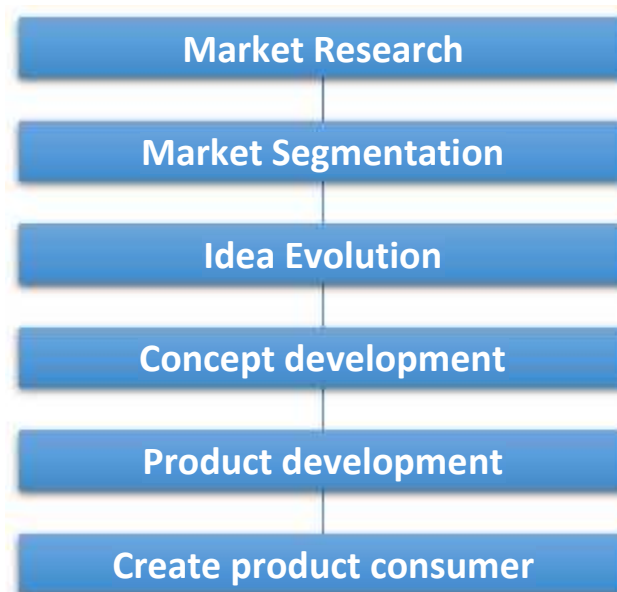 Market Research
Market Segmentation
Idea Evolution
Concept development
Product development
Create product consumer